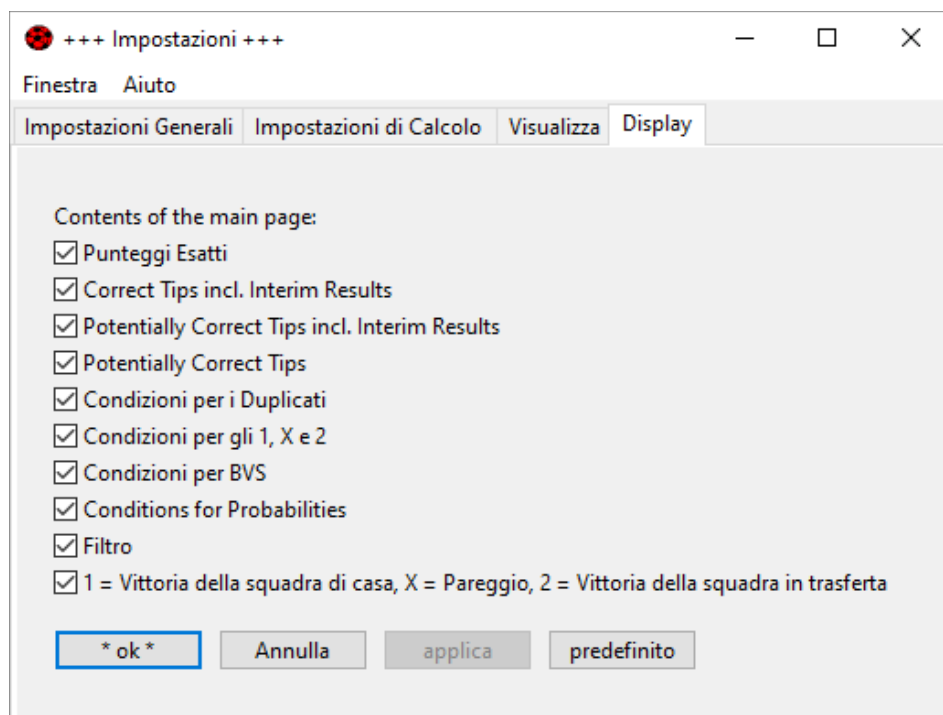 +++ Impostazioni +++
Finestra Aiuto
Impostazioni Generali Impostazioni di Calcolo Visualizza Display
Contents of the main page:
Punteggi Esatti
Correct Tips incl. Interim Results
Potentially Correct Tips incl. Interim Results
Potentially Correct Tips
Condizioni per i Duplicati
Condizioni per gli 1, X e 2
Condizioni per BVS
Conditions for Probabilities
Filtro
1 = Vittoria della squadra di casa, X = Pareggio, 2 = Vittoria della squadra in trasferta
* ok * Annulla applica predefinito